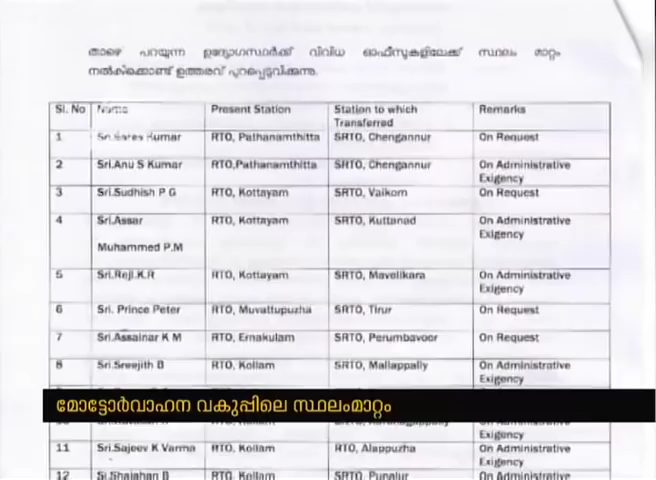 താഴെ പറയുന്ന ഉദ്യോഗസ്ഥർക്ക് വിവിധ ഓഫീസുകളിലേക്ക് സ്ഥലം മാറ്റം
നൽകിക്കൊണ്ട് ഉത്തരവ് പുറപ്പെടുവിക്കുന്നു.
Sl. No Name Present Station Station to which Transferred Remarks
1 Kumar RTO, Pathanamthitta SRTO, Chengannur On Request
2 Sri.Anu S Kumar RTO,Pathanamthitta SRTO, Chengannur On Administrative Exigency
3 Sri.Sudhish P G RTO, Kottayam SRTO, Vaikom On Request
4 Sri.Assar Muhammed P.M RTO, Kottayam SRTO, Kuttanad On Administrative Exigency
5 Sri.Reji.K.R RTO, Kottayam SRTO, Mavelikara On Administrative Exigency
6 Sri. Prince Peter RTO, Muvattupuzha SRTO, Tirur On Request
7 Sri.Assainar K M RTO, Ernakulam SRTO, Perumbavoor On Request
8 Sri.Sreejith B RTO, Kollam SRTO, Mallappally On Administrative Exigency
മോട്ടോർവാഹന വകുപ്പിലെ സ്ഥലംമാറ്റം
Exigency
11 Sri.Sajeev K Varma RTO, Kollam RTO, Alappuzha On Administrative Exigency
12 Shajahan RTO, Kollam SRTO, Punalur On Administrative